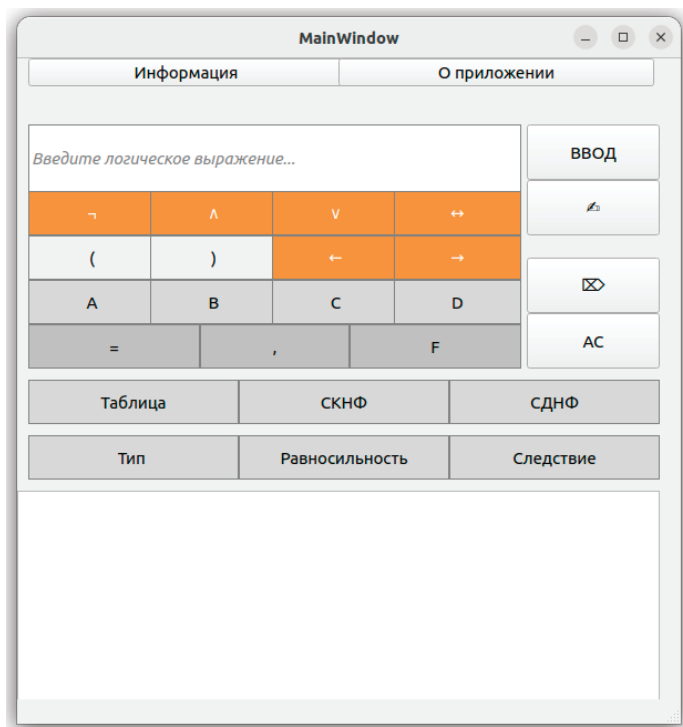 MainWindow
Информация О приложении
Введите логическое выражение...
ВВОД
¬ ∧ ∨ ↔
✍
( ) ← →
⌦
A B C D
AC
= , F
Таблица СКНФ СДНФ
Тип Равносильность Следствие